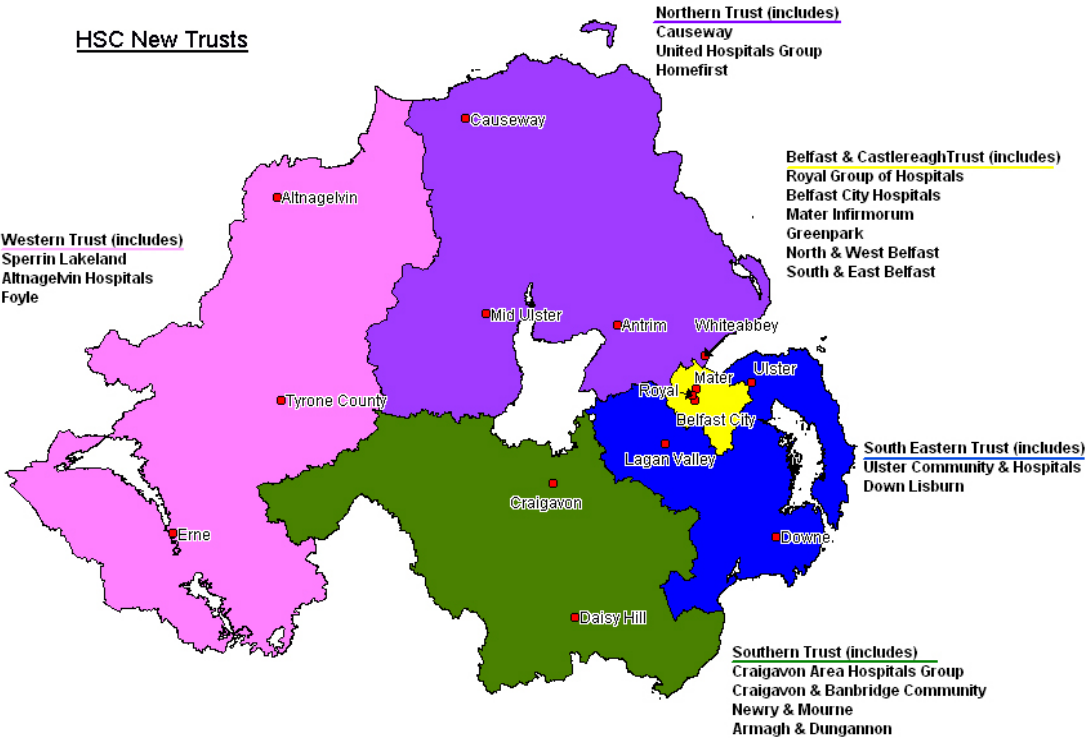 HSC New Trusts
Northern Trust (includes)
Causeway
United Hospitals Group
Homefirst
Causeway
Belfast & CastlereaghTrust (includes)
Royal Group of Hospitals
Belfast City Hospitals
Mater Infirmorum
Greenpark
North & West Belfast
South & East Belfast
Altnagelvin
Western Trust (includes)
Sperrin Lakeland
Altnagelvin Hospitals
Foyle
Mid Ulster
Antrim
Whiteabbey
Mater
Ulster
Royal
Tyrone County
Belfast City
Lagan Valley
South Eastern Trust (includes)
Ulster Community & Hospitals
Down Lisburn
Craigavon
Erne
Downe.
Daisy Hill
Southern Trust (includes)
Craigavon Area Hospitals Group
Craigavon & Banbridge Community
Newry & Mourne
Armagh & Dungannon